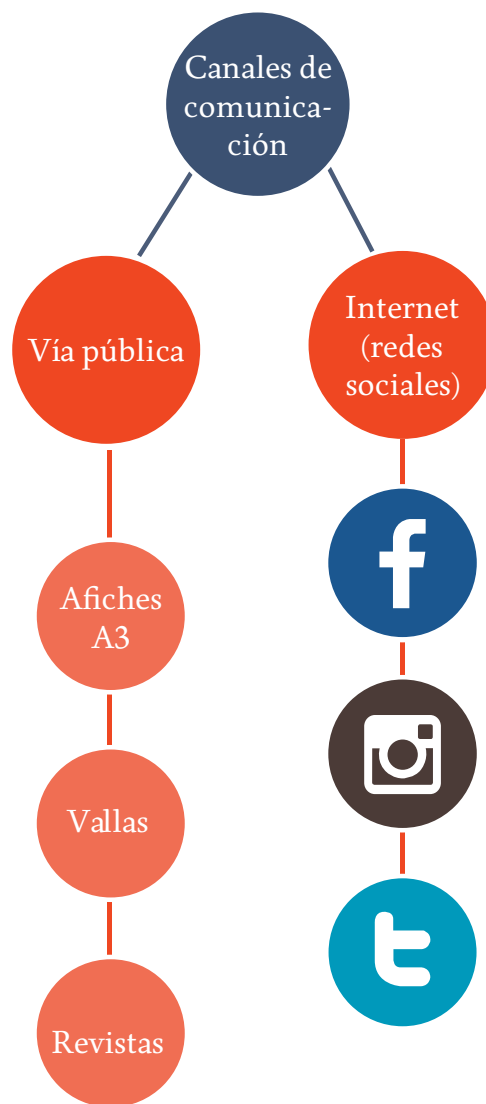 Canales de
comunica-
ción
Vía pública
Internet
(redes
sociales)
Afiches
A3
Vallas
Revistas